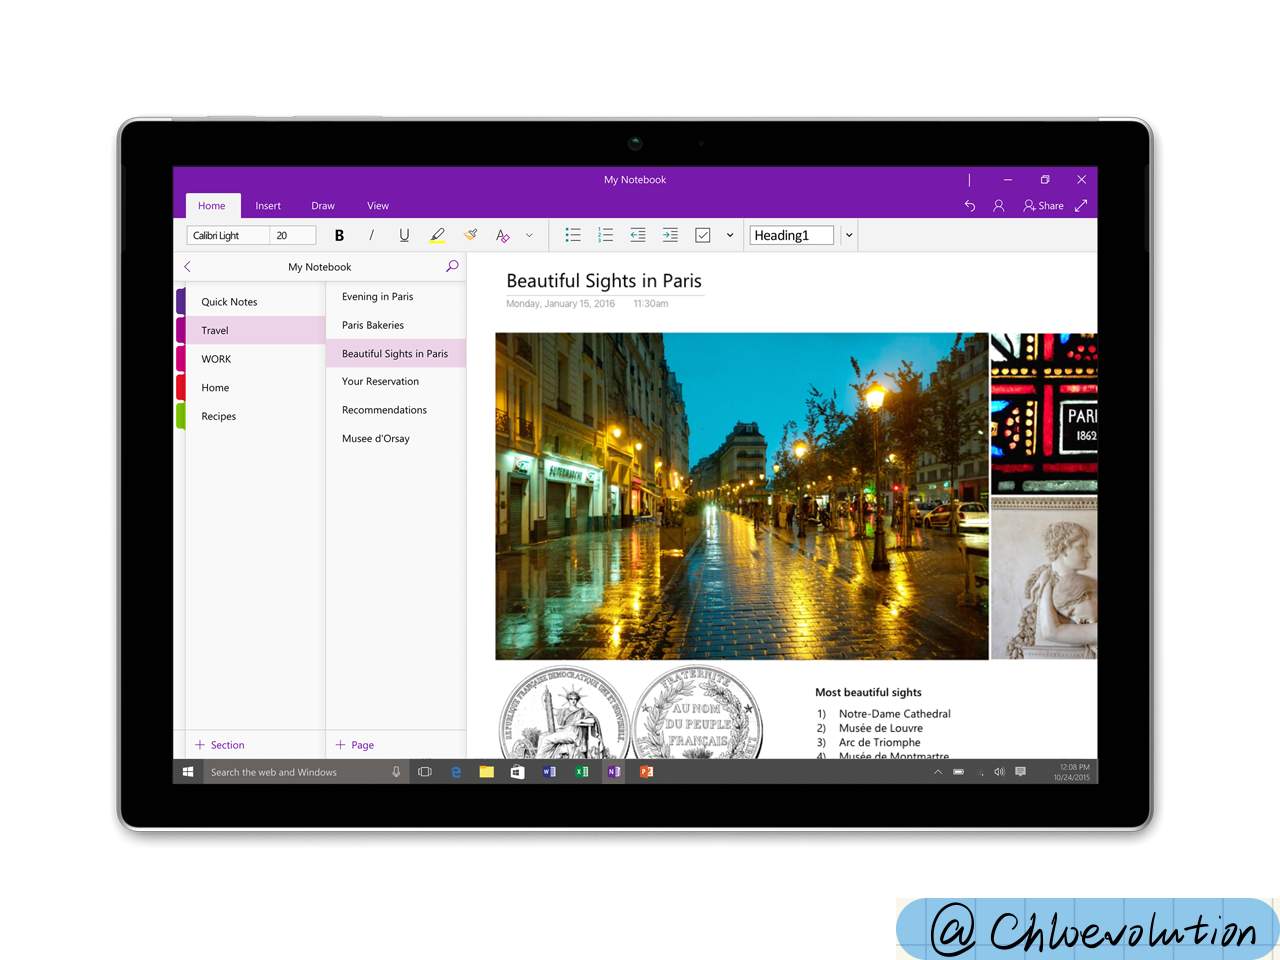 My Notebook
Home Insert Draw View Share
Calibri Light 20 B I U Heading1
My Notebook
Quick Notes
Travel
WORK
Home
Recipes
Evening in Paris
Paris Bakeries
Beautiful Sights in Paris
Your Reservation
Recommendations
Musee d'Orsay
+ Section
+ Page
Beautiful Sights in Paris
Monday, January 15, 2016 11:30am
SUPERMARCHE
PARI
1862
REPUBLIQUE FRANÇAISE DEMOCRATIQUE UNE ET INDIVISIBLE
FRATERNITE
AU NOM
DU PEUPLE
FRANÇAIS
Most beautiful sights
1) Notre-Dame Cathedral
2) Musée de Louvre
3) Arc de Triomphe
4) Musée de Montmartre
Search the web and Windows
12:08 PM
10/24/2015
@Chloevolution